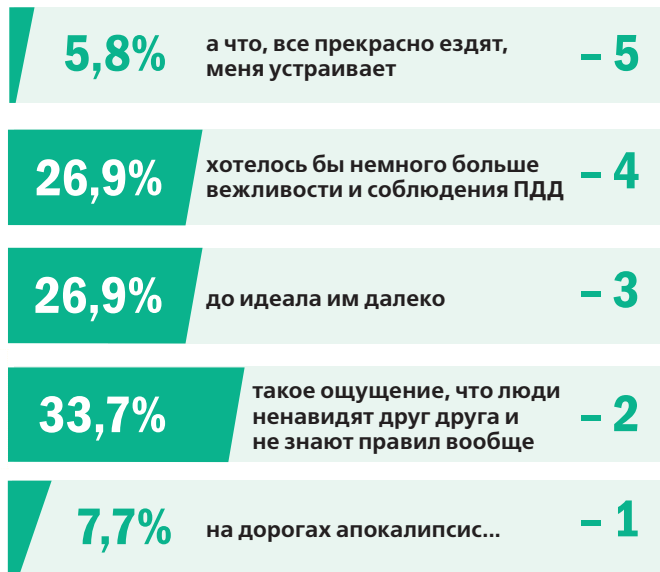 5,8%
а что, все прекрасно ездят,
меня устраивает
– 5
26,9%
хотелось бы немного больше
вежливости и соблюдения ПДД
– 4
26,9%
до идеала им далеко
– 3
33,7%
такое ощущение, что люди
ненавидят друг друга и
не знают правил вообще
– 2
7,7%
на дорогах апокалипсис...
– 1